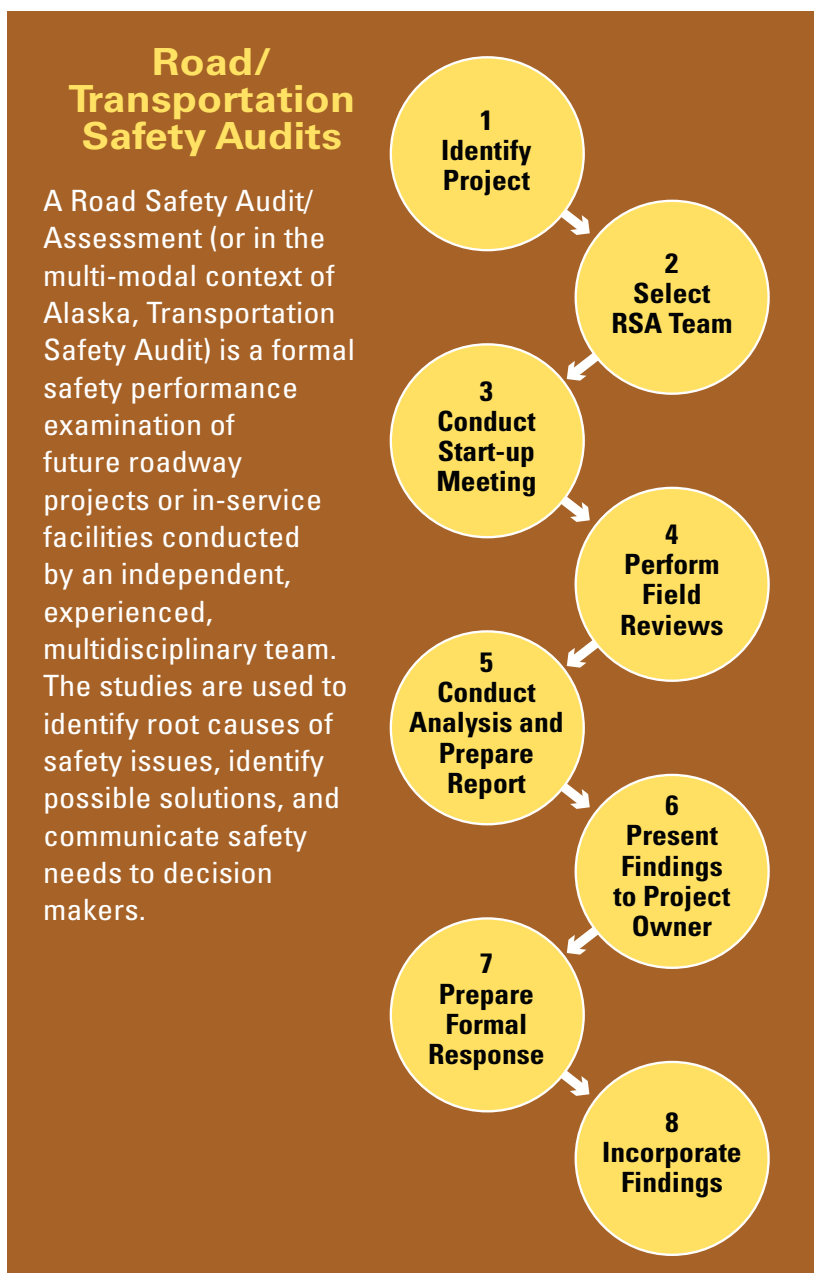 Road/
Transportation
Safety Audits
A Road Safety Audit/
Assessment (or in the
multi-modal context of
Alaska, Transportation
Safety Audit) is a formal
safety performance
examination of
future roadway
projects or in-service
facilities conducted
by an independent,
experienced,
multidisciplinary team.
The studies are used to
identify root causes of
safety issues, identify
possible solutions, and
communicate safety
needs to decision
makers.
1
Identify
Project
2
Select
RSA Team
3
Conduct
Start-up
Meeting
4
Perform
Field
Reviews
5
Conduct
Analysis and
Prepare
Report
6
Present
Findings
to Project
Owner
7
Prepare
Formal
Response
8
Incorporate
Findings